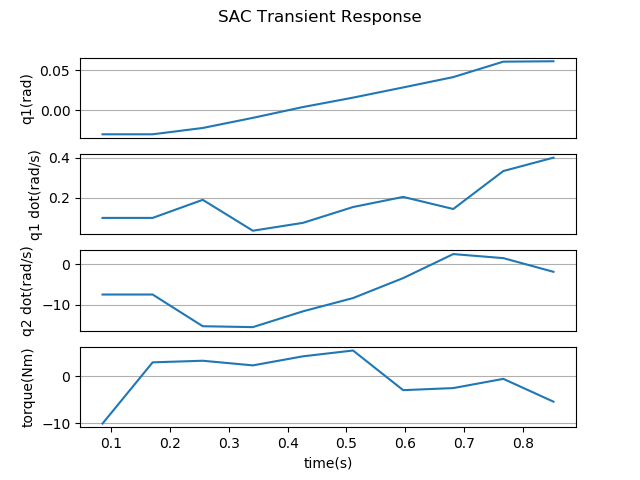 SAC Transient Response
q1(rad)
0.05
0.00
q1 dot(rad/s)
0.4
0.2
q2 dot(rad/s)
0
−10
torque(Nm)
0
−10
0.1 0.2 0.3 0.4 0.5 0.6 0.7 0.8
time(s)